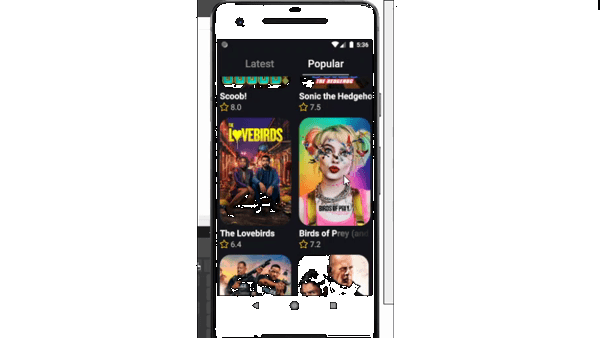 5:36
Latest
Popular
THE HEDGEHOG
Scoob!
Sonic the Hedgeho
8.0
7.5
THE
LOVEBIRDS
BIRDS OF PREY
The Lovebirds
Birds of Prey (and
6.4
7.2